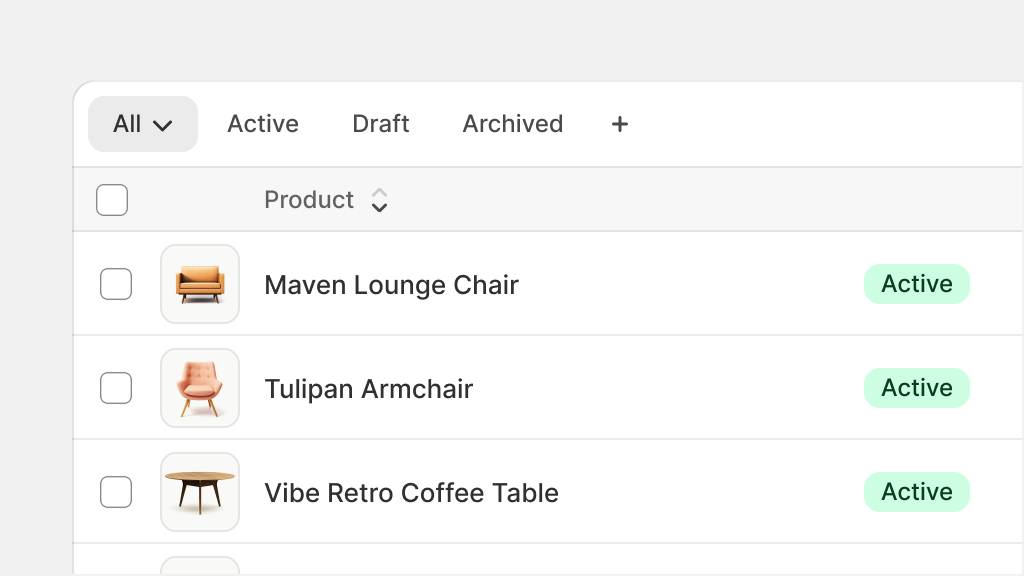 All Active Draft Archived +
Product
Maven Lounge Chair Active
Tulipan Armchair Active
Vibe Retro Coffee Table Active